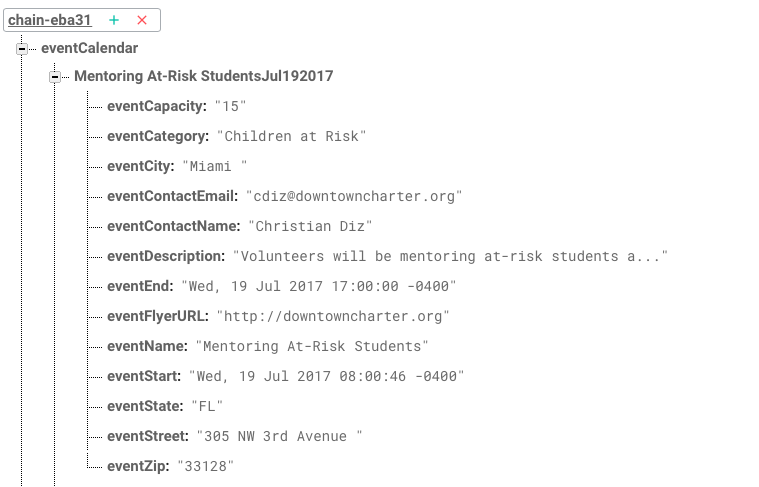 chain-eba31 + ×
eventCalendar
Mentoring At-Risk StudentsJul192017
eventCapacity: "15"
eventCategory: "Children at Risk"
eventCity: "Miami "
eventContactEmail: "cdiz@downtowncharter.org"
eventContactName: "Christian Diz"
eventDescription: "Volunteers will be mentoring at-risk students a..."
eventEnd: "Wed, 19 Jul 2017 17:00:00 -0400"
eventFlyerURL: "http://downtowncharter.org"
eventName: "Mentoring At-Risk Students"
eventStart: "Wed, 19 Jul 2017 08:00:46 -0400"
eventState: "FL"
eventStreet: "305 NW 3rd Avenue "
eventZip: "33128"